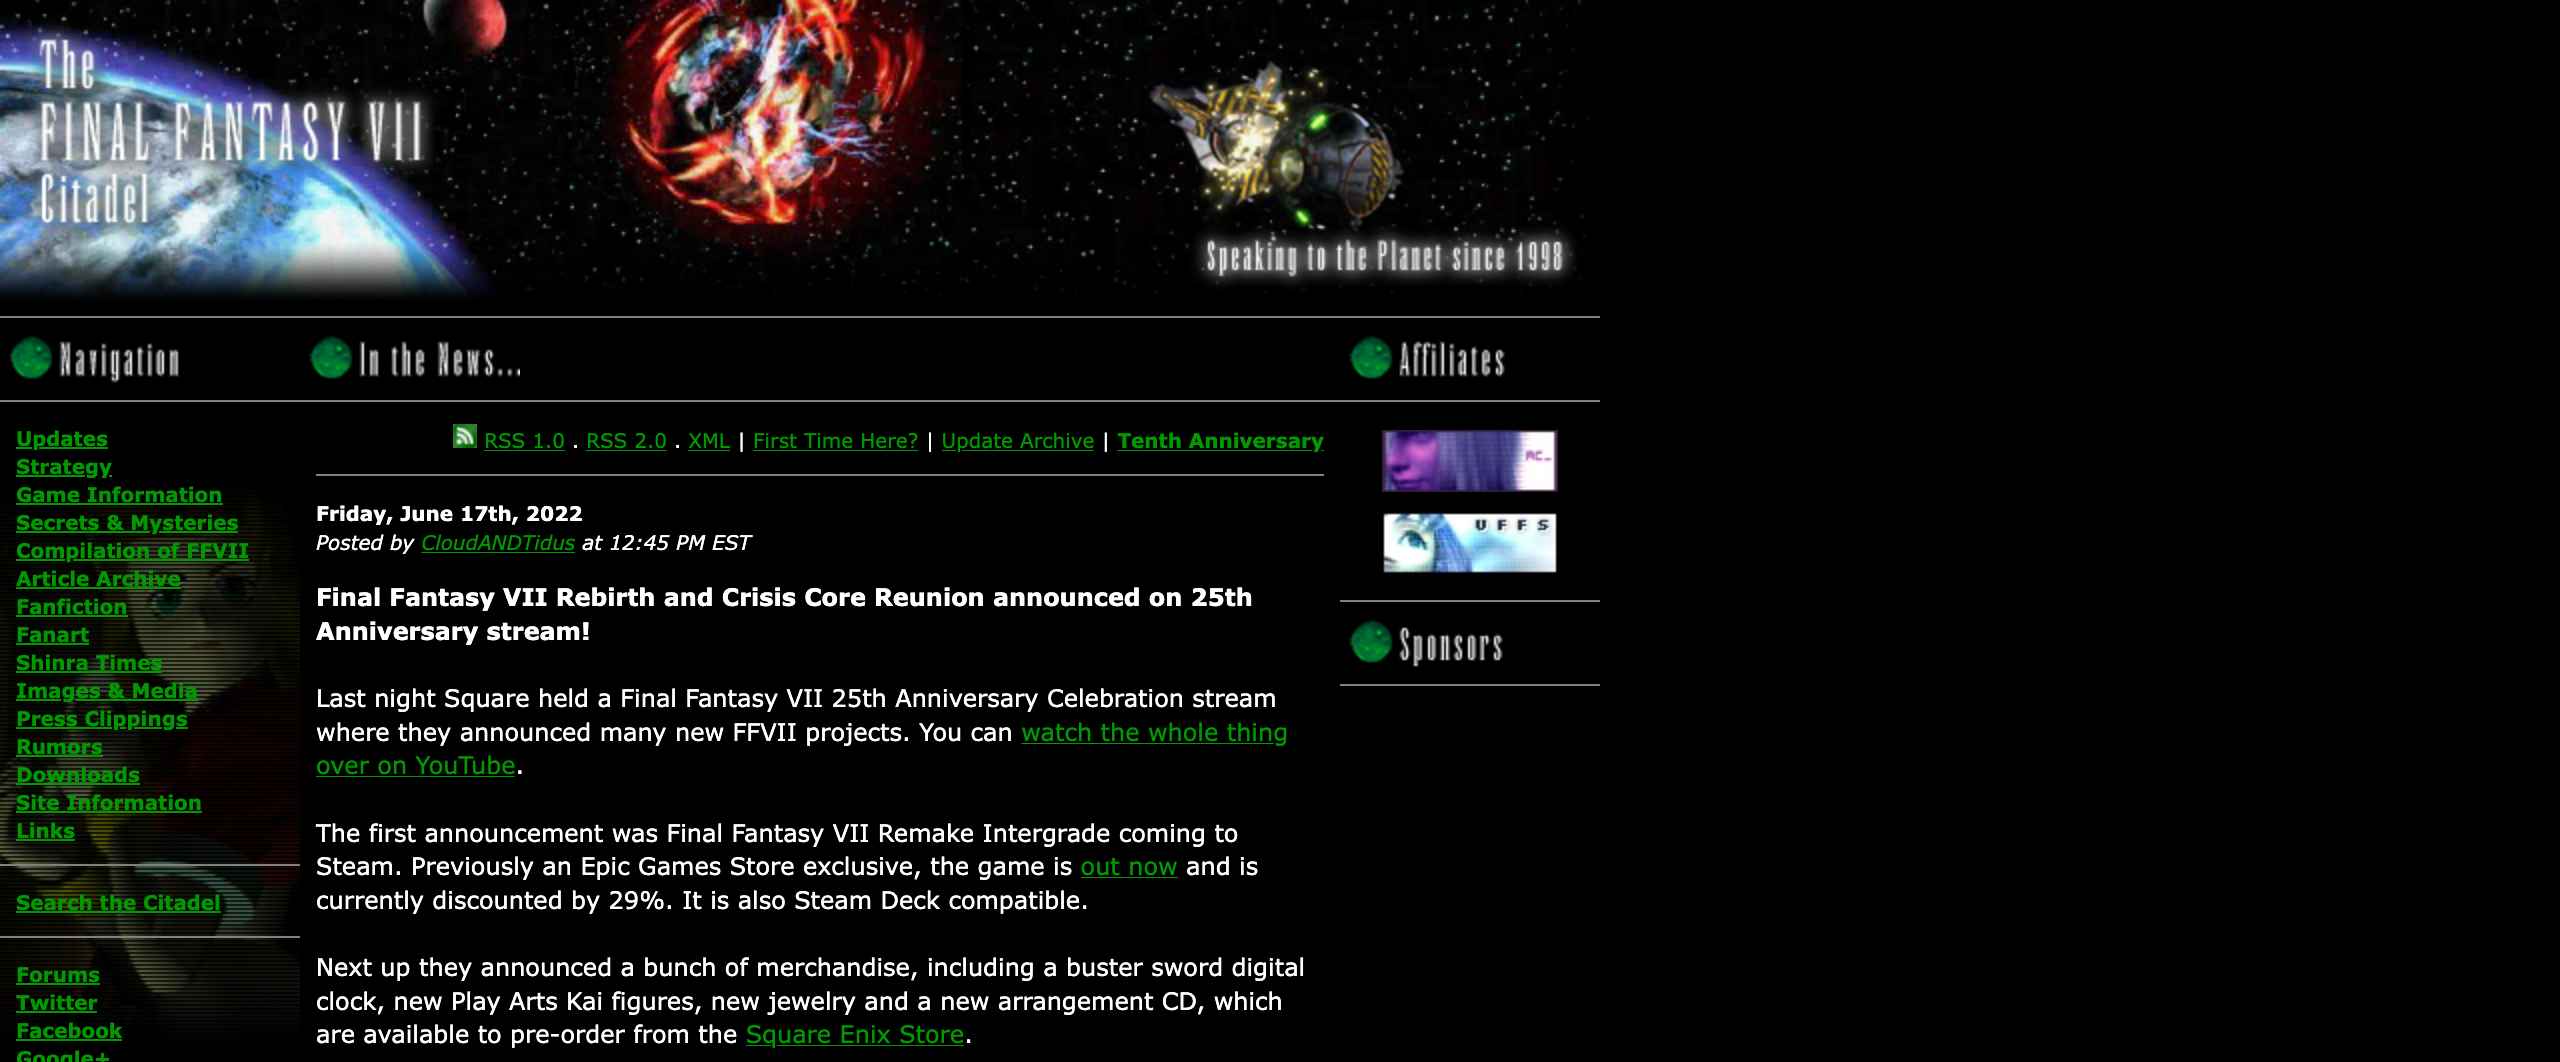 The
FINAL FANTASY VII
Citadel
Speaking to the Planet since 1998
Navigation
In the News...
Affiliates
Updates
Strategy
Game Information
Secrets & Mysteries
Compilation of FFVII
Article Archive
Fanfiction
Fanart
Shinra Times
Images & Media
Press Clippings
Rumors
Downloads
Site Information
Links
Search the Citadel
Forums
Twitter
Facebook
Google+
RSS 1.0 . RSS 2.0 . XML | First Time Here? | Update Archive | Tenth Anniversary
Friday, June 17th, 2022
Posted by CloudANDTidus at 12:45 PM EST
Final Fantasy VII Rebirth and Crisis Core Reunion announced on 25th
Anniversary stream!
Last night Square held a Final Fantasy VII 25th Anniversary Celebration stream
where they announced many new FFVII projects. You can watch the whole thing
over on YouTube.
The first announcement was Final Fantasy VII Remake Intergrade coming to
Steam. Previously an Epic Games Store exclusive, the game is out now and is
currently discounted by 29%. It is also Steam Deck compatible.
Next up they announced a bunch of merchandise, including a buster sword digital
clock, new Play Arts Kai figures, new jewelry and a new arrangement CD, which
are available to pre-order from the Square Enix Store.
AC_
UFFS
Sponsors